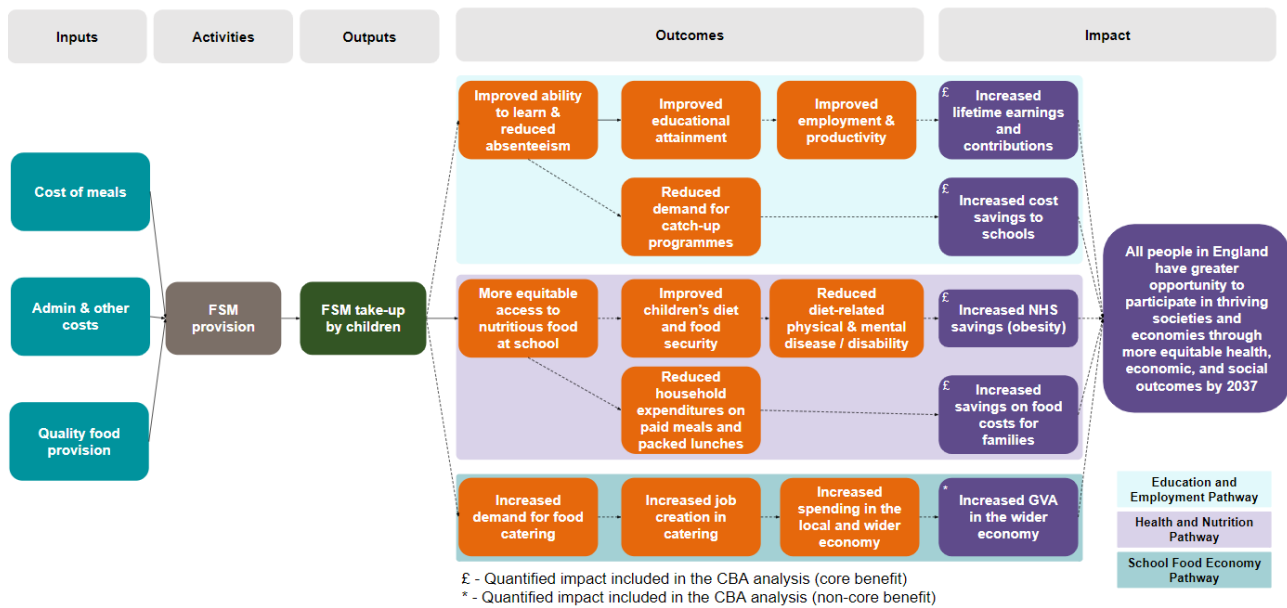 Inputs
Activities
Outputs
Outcomes
Impact
Cost of meals
Admin & other
costs
Quality food
provision
FSM
provision
FSM take-up
by children
Improved ability
to learn &
reduced
absenteeism
Improved
educational
attainment
Improved
employment &
productivity
£
Increased
lifetime earnings
and
contributions
Reduced
demand for
catch-up
programmes
£
Increased cost
savings to
schools
More equitable
access to
nutritious food
at school
Improved
children's diet
and food
security
Reduced
diet-related
physical & mental
disease / disability
£
Increased NHS
savings (obesity)
Reduced
household
expenditures on
paid meals and
packed lunches
£
Increased
savings on food
costs for
families
Increased
demand for food
catering
Increased job
creation in
catering
Increased
spending in the
local and wider
economy
*
Increased GVA
in the wider
economy
All people in England
have greater
opportunity to
participate in thriving
societies and
economies through
more equitable health,
economic, and social
outcomes by 2037
Education and
Employment Pathway
Health and Nutrition
Pathway
School Food Economy
Pathway
£ - Quantified impact included in the CBA analysis (core benefit)
* - Quantified impact included in the CBA analysis (non-core benefit)